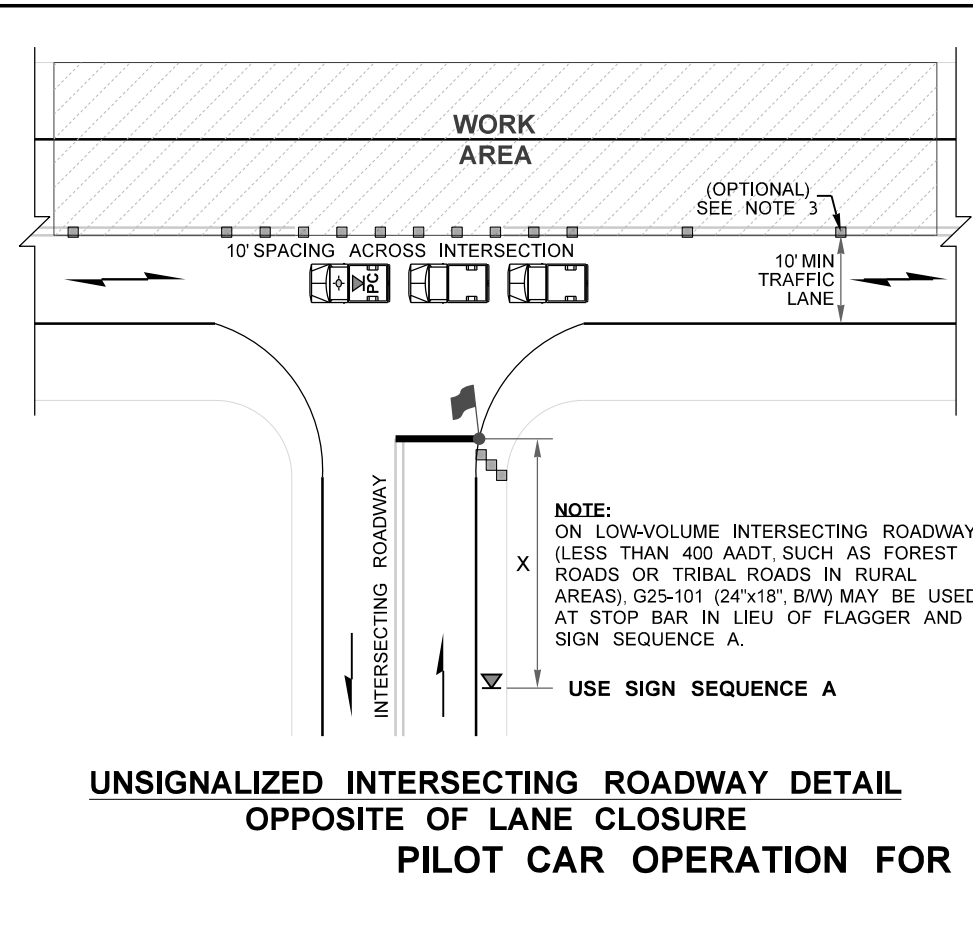 WORK
AREA
(OPTIONAL)
SEE NOTE 3
10' SPACING ACROSS INTERSECTION
10' MIN
TRAFFIC
LANE
PC
INTERSECTING ROADWAY
X
NOTE:
ON LOW-VOLUME INTERSECTING ROADWAY
(LESS THAN 400 AADT, SUCH AS FOREST
ROADS OR TRIBAL ROADS IN RURAL
AREAS), G25-101 (24"x18", B/W) MAY BE USED
AT STOP BAR IN LIEU OF FLAGGER AND
SIGN SEQUENCE A.
USE SIGN SEQUENCE A
UNSIGNALIZED INTERSECTING ROADWAY DETAIL
OPPOSITE OF LANE CLOSURE
PILOT CAR OPERATION FOR